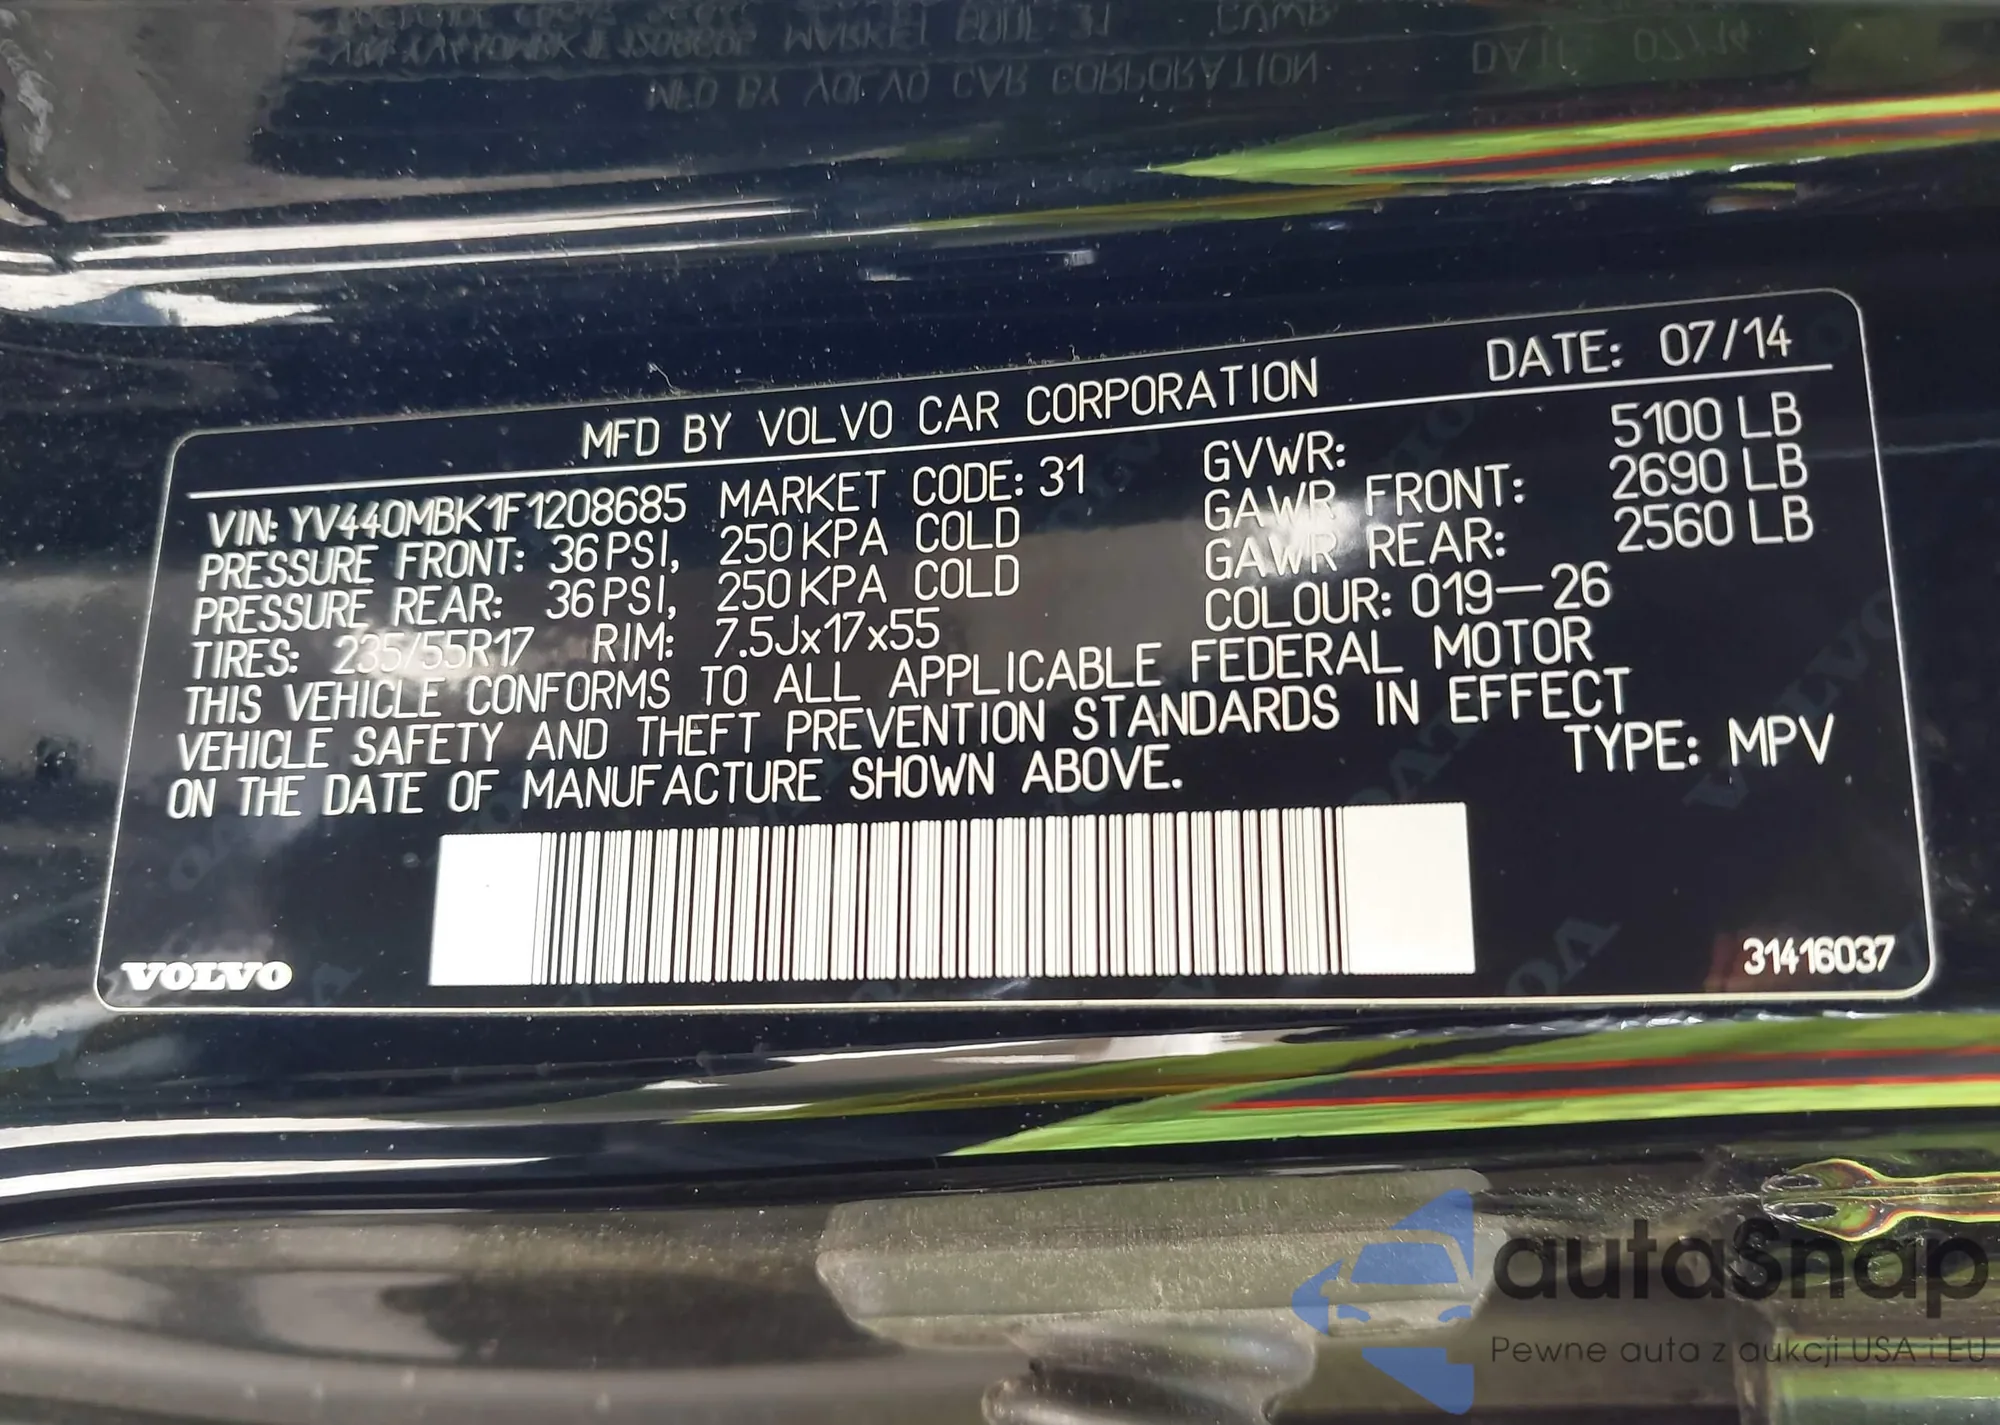 MFD BY VOLVO CAR CORPORATION DATE: 07/14
VIN: YV440MBK1F1208685 MARKET CODE: 31 GVWR: 5100 LB
PRESSURE FRONT: 36 PSI, 250 KPA COLD GAWR FRONT: 2690 LB
PRESSURE REAR: 36 PSI, 250 KPA COLD GAWR REAR: 2560 LB
TIRES: 235/55R17 RIM: 7.5Jx17x55 COLOUR: 019-26
THIS VEHICLE CONFORMS TO ALL APPLICABLE FEDERAL MOTOR
VEHICLE SAFETY AND THEFT PREVENTION STANDARDS IN EFFECT
ON THE DATE OF MANUFACTURE SHOWN ABOVE. TYPE: MPV
VOLVO 31416037
autaSnap
Pewne auta z aukcji USA i EU